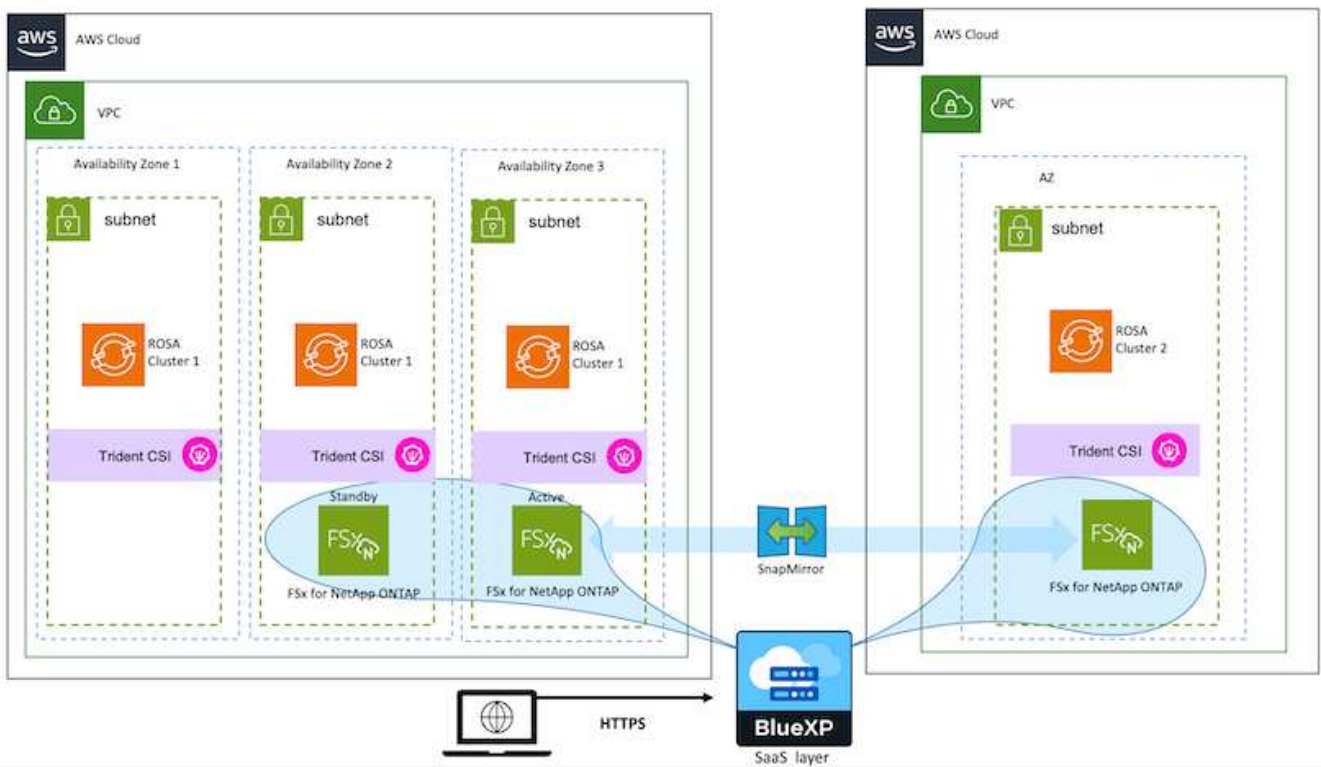 aws
AWS Cloud
VPC
Availability Zone 1
Availability Zone 2
Availability Zone 3
subnet
subnet
subnet
ROSA
Cluster 1
ROSA
Cluster 1
ROSA
Cluster 1
Trident CSI
Trident CSI
Trident CSI
Standby
Active
FSx N
FSx N
FSx for NetApp ONTAP
FSx for NetApp ONTAP
SnapMirror
aws
AWS Cloud
VPC
AZ
subnet
ROSA
Cluster 2
Trident CSI
FSx N
FSx for NetApp ONTAP
HTTPS
BlueXP
SaaS layer